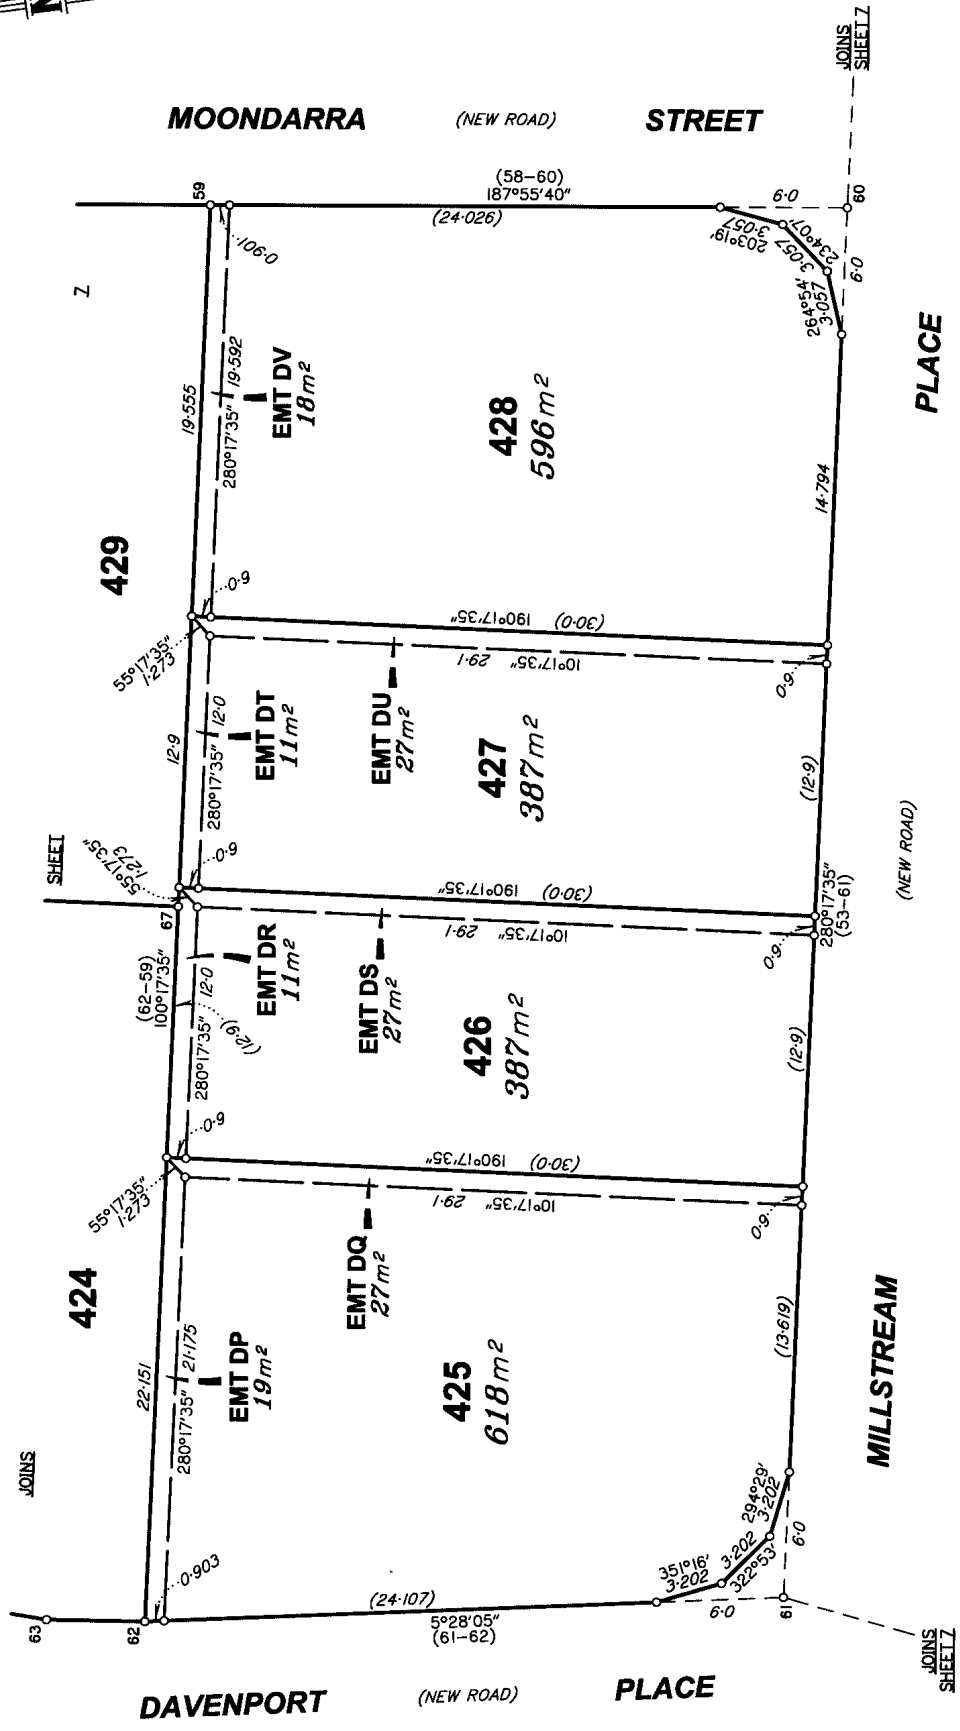 N
MOONDARRA
(NEW ROAD)
STREET
JOINS
SHEET 7
59
(58-60)
187°55'40"
(24·026)
6·0
60
0·901
203°19'
3·057
234°07'
3·057
6·0
264°54'
3·057
7
19·555
280°17'35"
19·592
EMT DV
18m²
428
596m²
PLACE
14·794
429
0·9
190°17'35"
(30·0)
55°17'35"
1·273
10°17'35"
29·1
0·9
12·9
280°17'35"
12·0
EMT DT
11m²
EMT DU
27m²
427
387m²
(12·9)
(NEW ROAD)
SHEET
55°17'35"
1·273
0·9
190°17'35"
(30·0)
280°17'35"
(53-61)
67
10°17'35"
29·1
0·9
(62-59)
100°17'35"
12·0
(12·9)
280°17'35"
EMT DR
11m²
EMT DS
27m²
426
387m²
(12·9)
0·9
190°17'35"
(30·0)
55°17'35"
1·273
10°17'35"
29·1
0·9
424
22·151
280°17'35"
21·175
EMT DP
19m²
EMT DQ
27m²
425
618m²
(13·619)
MILLSTREAM
JOINS
294°29'
3·202
6·0
3·202
322°53'
351°16'
3·202
6·0
61
0·903
(24·107)
5°28'05"
(61-62)
63
62
JOINS
SHEET 7
DAVENPORT
(NEW ROAD)
PLACE